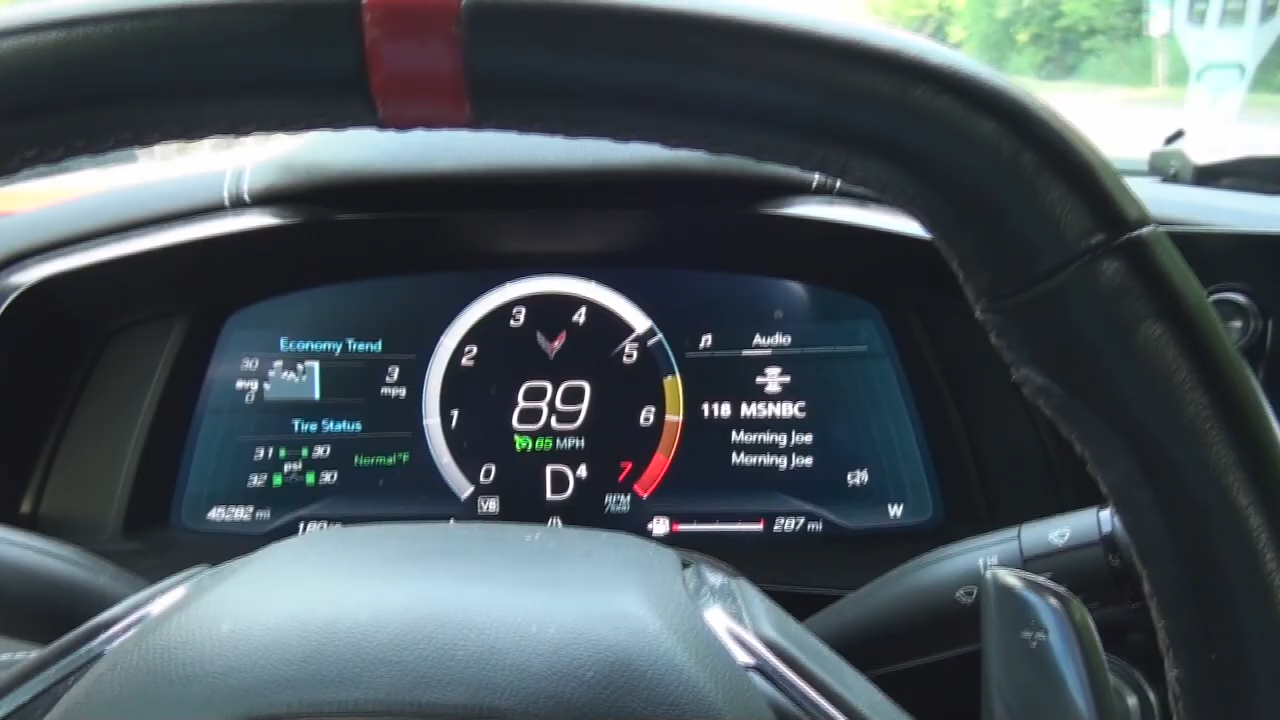 Economy Trend
30
avg
0
3
mpg
Tire Status
31
30
psi
32
30
Normal°F
45282 mi
0
1
2
3
4
5
6
7
89
65 MPH
D4
V8
RPM
Audio
118 MSNBC
Morning Joe
Morning Joe
W
287 mi